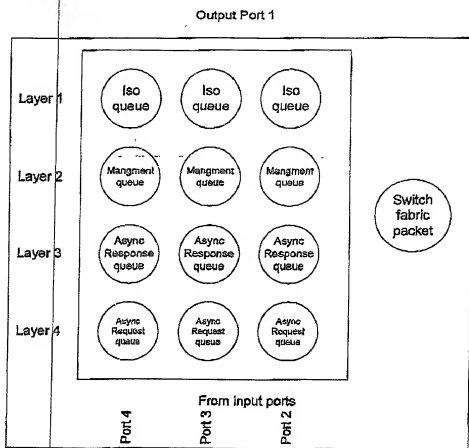 Output Port 1
Layer 1
Iso queue
Iso queue
Iso queue
Layer 2
Mangment queue
Mangment queue
Mangment queue
Switch fabric packet
Layer 3
Async Response queue
Async Response queue
Async Response queue
Layer 4
Async Request queue
Async Request queue
Async Request queue
From input ports
Port 4
Port 3
Port 2